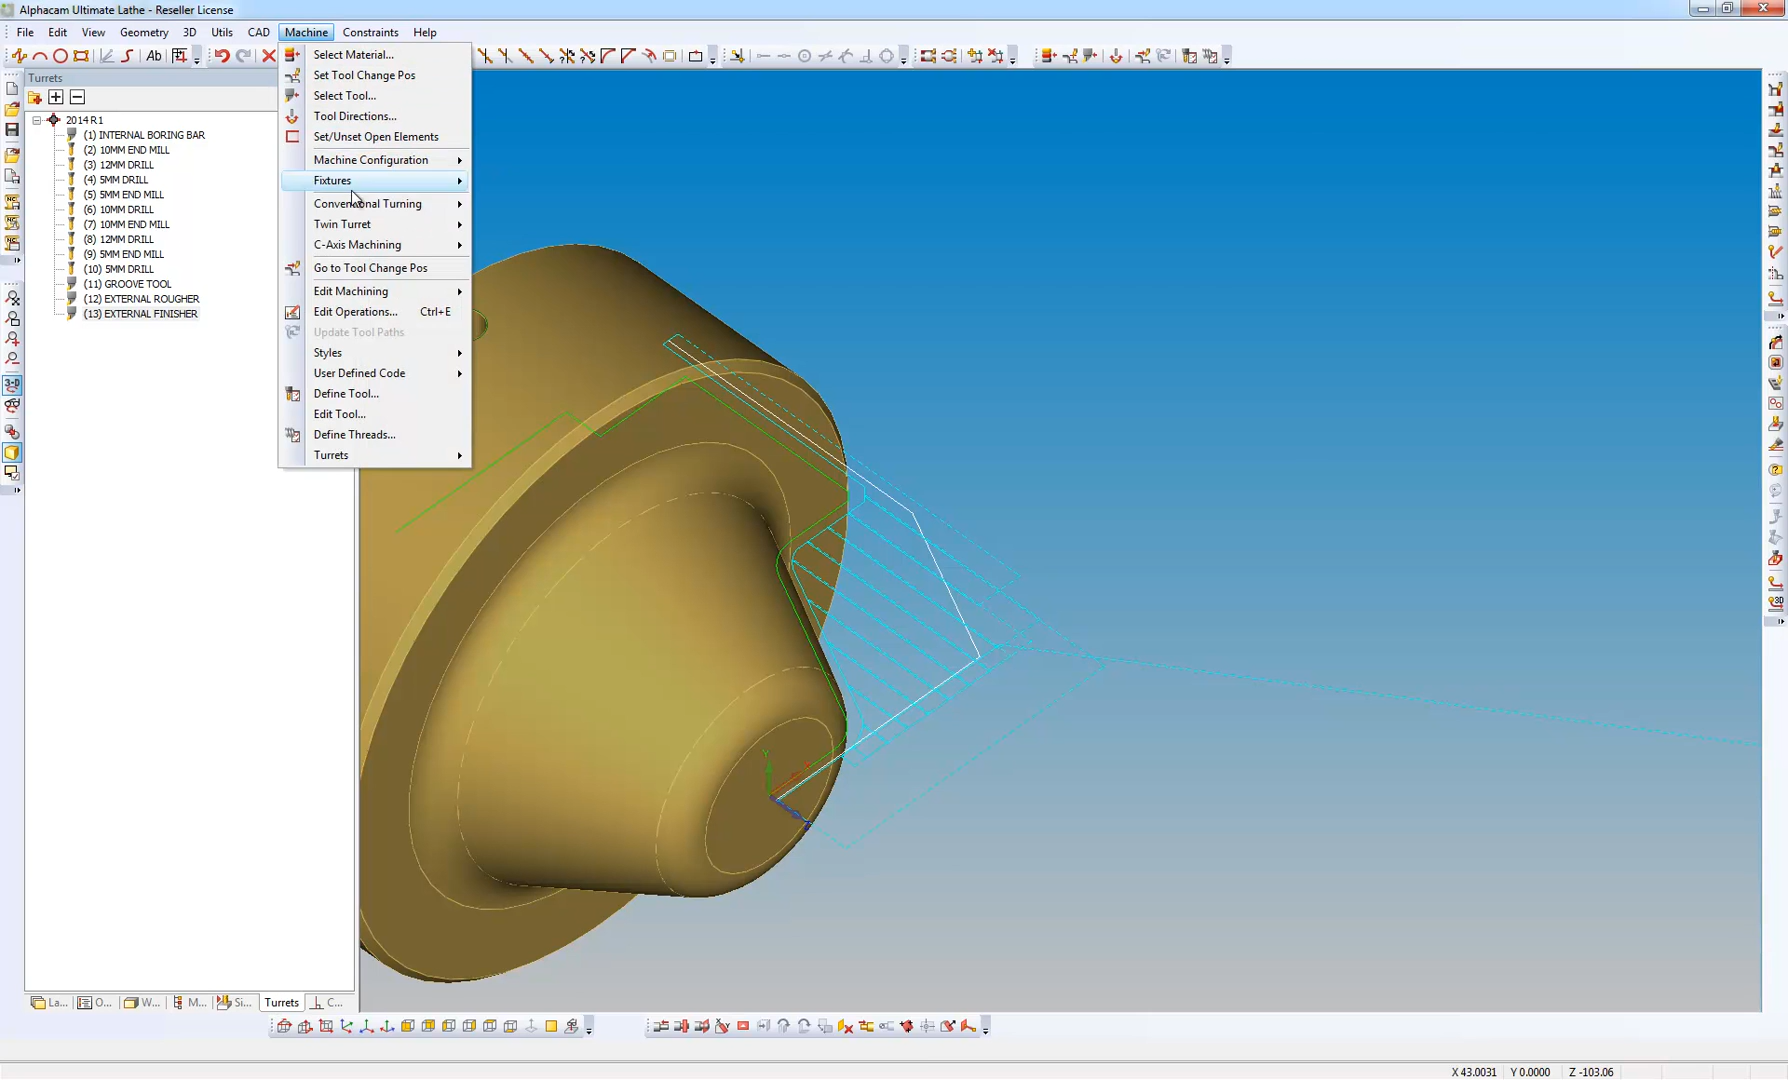 Alphacam Ultimate Lathe - Reseller License
File Edit View Geometry 3D Utils CAD Machine Constraints Help
Ab
Turrets
2014 R1
(1) INTERNAL BORING BAR
(2) 10MM END MILL
(3) 12MM DRILL
(4) 5MM DRILL
(5) 5MM END MILL
(6) 10MM DRILL
(7) 10MM END MILL
(8) 12MM DRILL
(9) 5MM END MILL
(10) 5MM DRILL
(11) GROOVE TOOL
(12) EXTERNAL ROUGHER
(13) EXTERNAL FINISHER
Select Material...
Set Tool Change Pos
Select Tool...
Tool Directions...
Set/Unset Open Elements
Machine Configuration
Fixtures
Conventional Turning
Twin Turret
C-Axis Machining
Go to Tool Change Pos
Edit Machining
Edit Operations... Ctrl+E
Update Tool Paths
Styles
User Defined Code
Define Tool...
Edit Tool...
Define Threads...
Turrets
Y
La... O... W... M... Si... Turrets C...
X 43.0031 Y 0.0000 Z -103.06